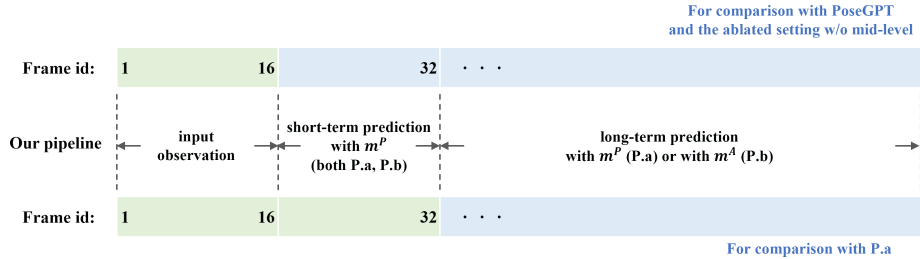 For comparison with PoseGPT
and the ablated setting w/o mid-level
Frame id: 1 16 32 · · ·
Our pipeline
input
observation
short-term prediction
with m^P
(both P.a, P.b)
long-term prediction
with m^P (P.a) or with m^A (P.b)
Frame id: 1 16 32 · · ·
For comparison with P.a